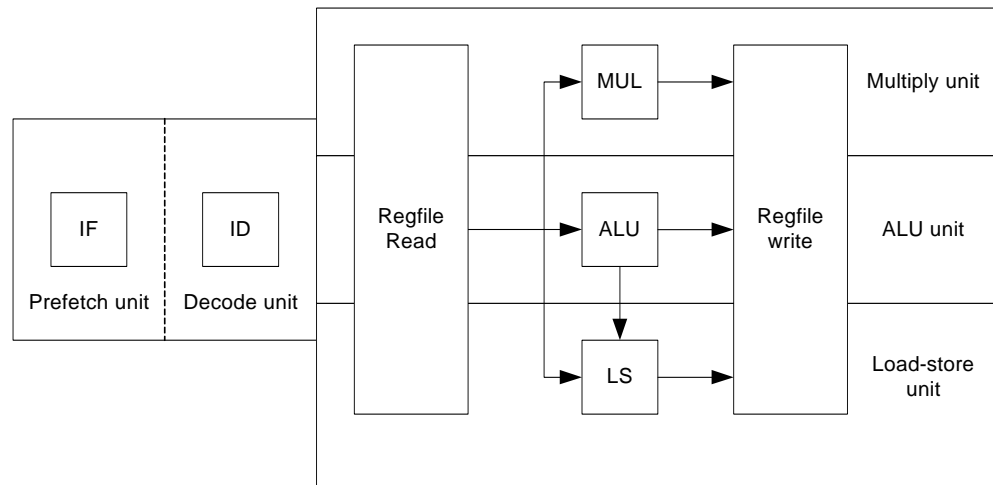 MUL
Multiply unit
IF
ID
Regfile
Read
ALU
Regfile
write
ALU unit
Prefetch unit
Decode unit
LS
Load-store
unit